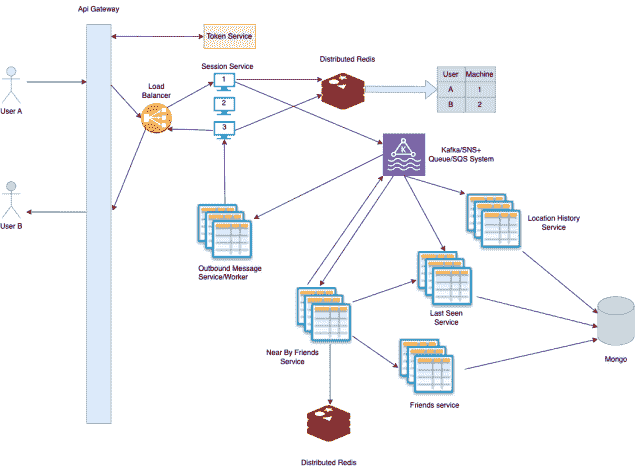 Api Gateway
Token Service
Session Service
Distributed Redis
User Machine
A 1
B 2
Load
Balancer
1
2
3
User A
Kafka/SNS+
Queue/SQS System
K
User B
Location History
Service
Outbound Message
Service/Worker
Last Seen
Service
Near By Friends
Service
Mongo
Friends service
Distributed Redis